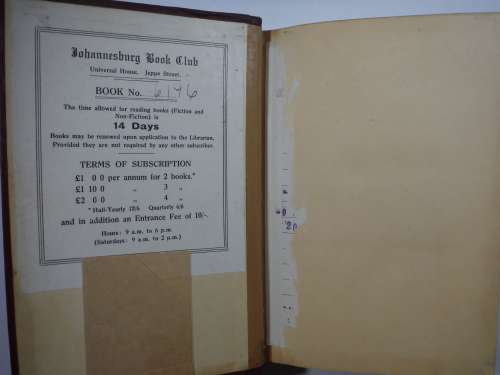 Johannesburg Book Club
Universal House, Jeppe Street.
BOOK No. 6146
The time allowed for reading books (Fiction and
Non-Fiction) is
14 Days
Books may be renewed upon application to the Librarian,
Provided they are not required by any other subscriber.
TERMS OF SUBSCRIPTION
£1 0 0 per annum for 2 books.*
£1 10 0 „ 3 „
£2 0 0 „ 4 „
* Half-Yearly 12/6 Quarterly 6/6
and in addition an Entrance Fee of 10/-.
Hours: 9 a.m. to 6 p.m.
(Saturdays: 9 a.m. to 2 p.m.)